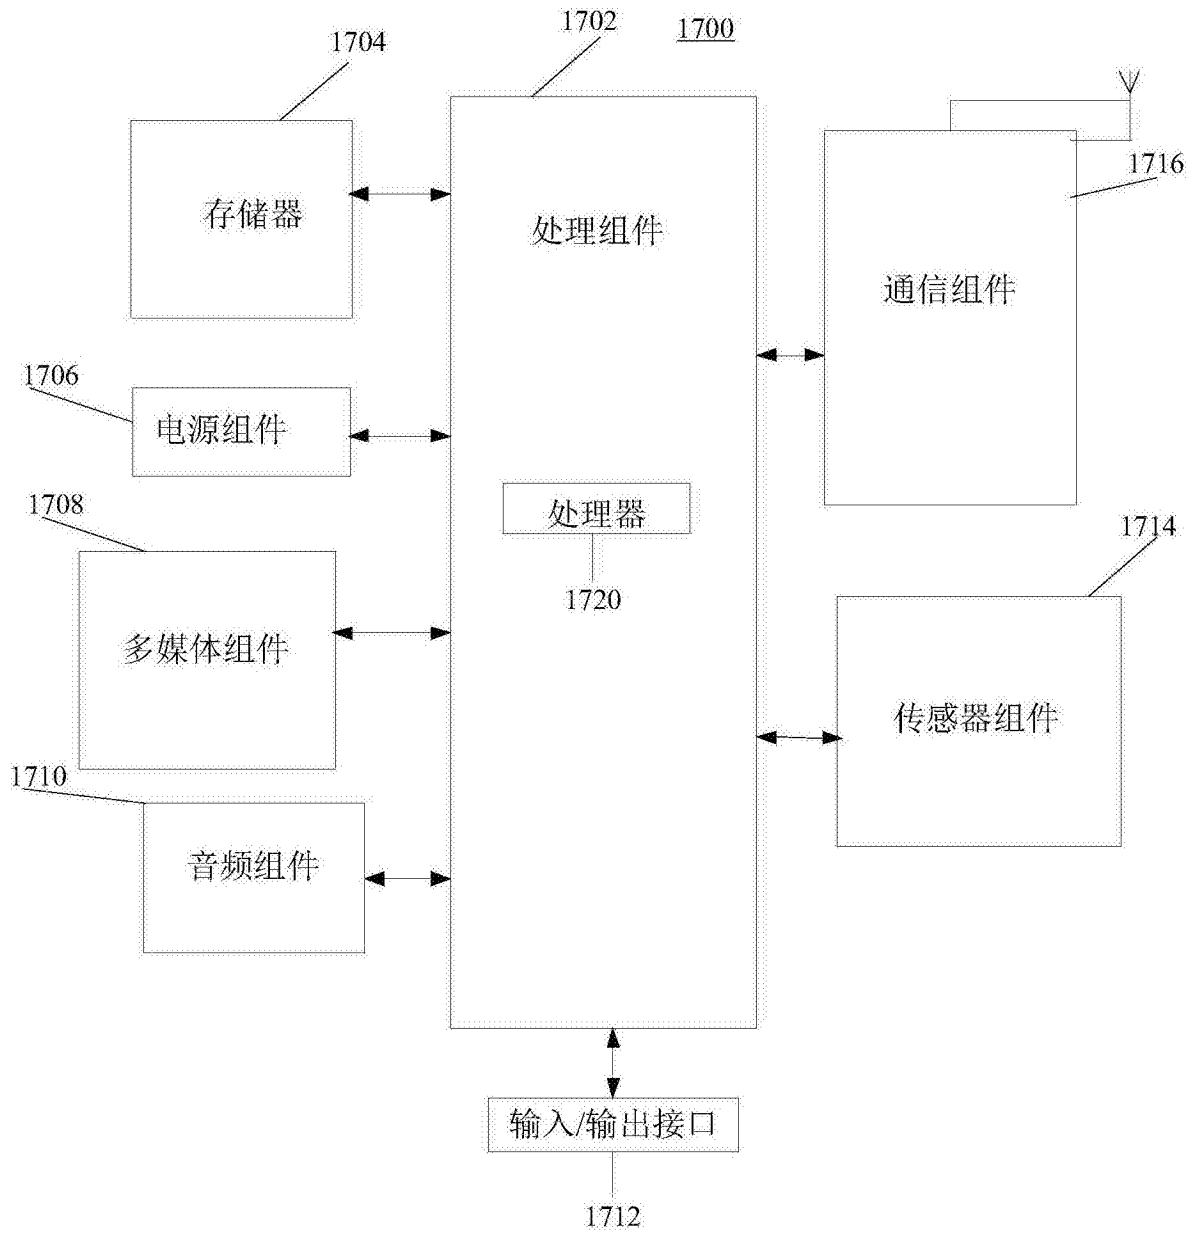 1702
1700
1704
存储器
处理组件
1716
通信组件
1706
电源组件
1708
处理器
1720
1714
多媒体组件
传感器组件
1710
音频组件
输入/输出接口
1712